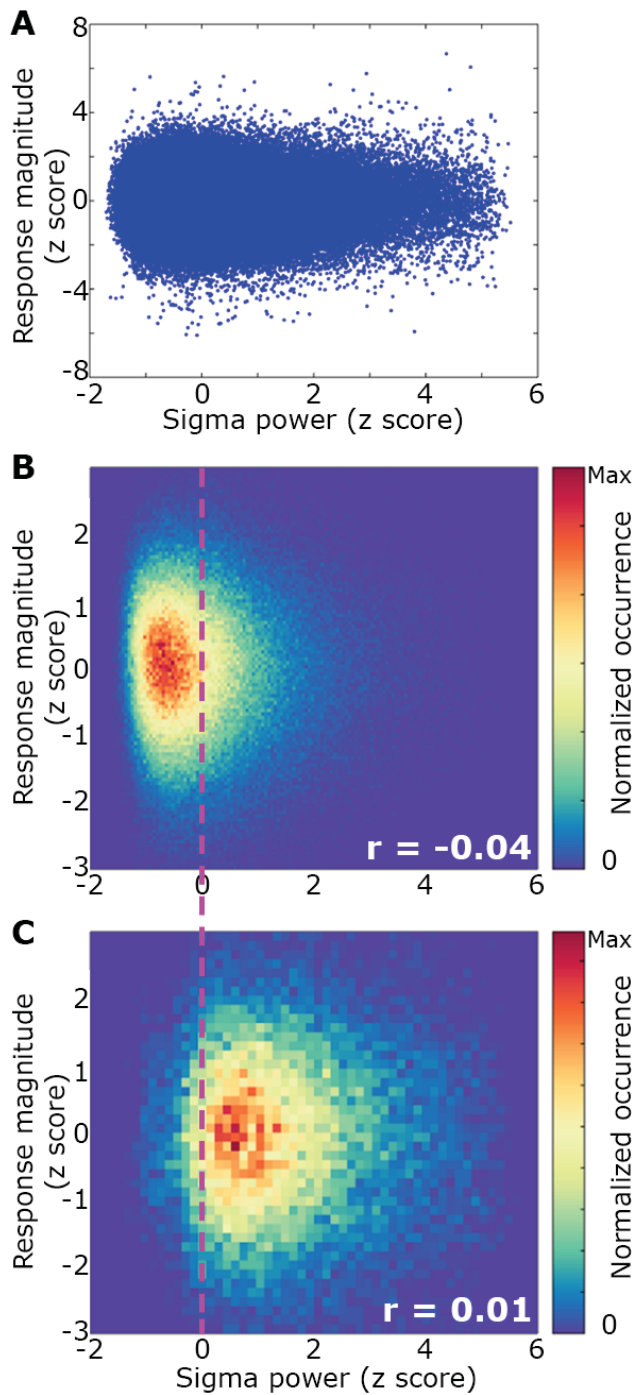 A
Response magnitude
(z score)
8
4
0
-4
-8
-2
0
2
4
6
Sigma power (z score)
B
Response magnitude
(z score)
2
1
0
-1
-2
-3
-2
0
2
4
6
r = -0.04
Max
Normalized occurrence
0
C
Response magnitude
(z score)
2
1
0
-1
-2
-3
-2
0
2
4
6
r = 0.01
Sigma power (z score)
Max
Normalized occurrence
0